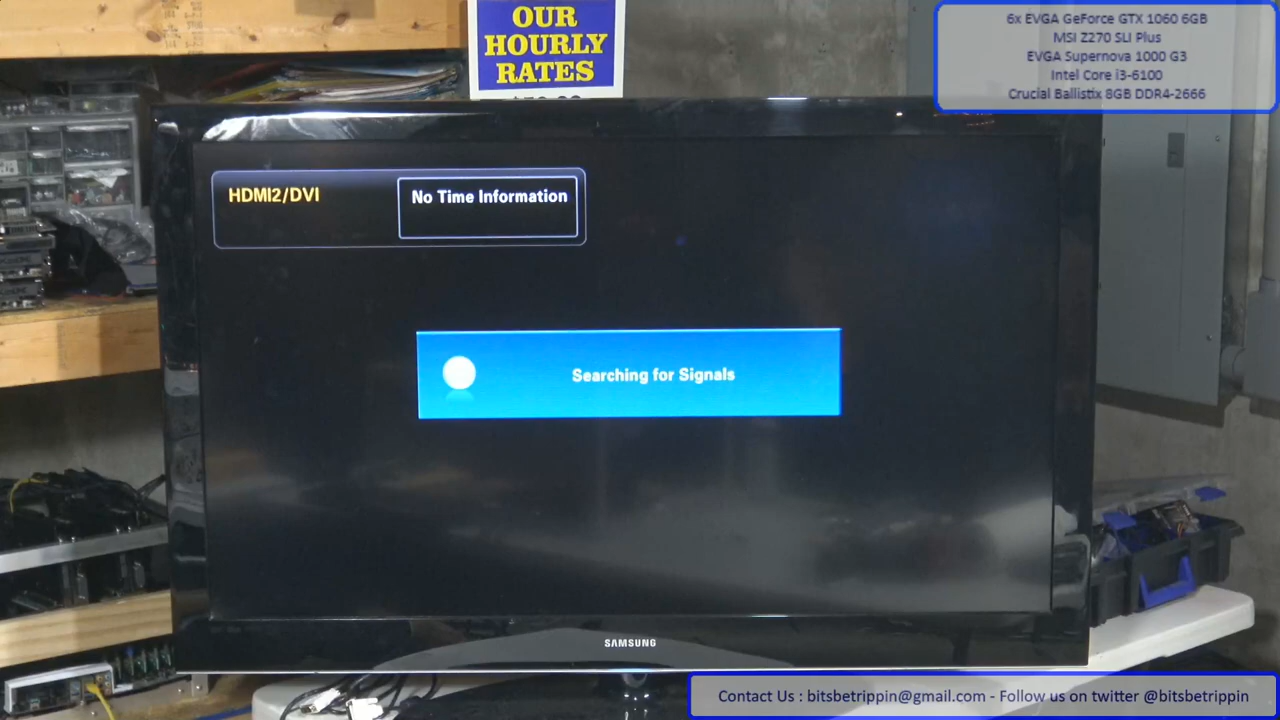 OUR
HOURLY
RATES
6x EVGA GeForce GTX 1060 6GB
MSI Z270 SLI Plus
EVGA Supernova 1000 G3
Intel Core i3-6100
Crucial Ballistix 8GB DDR4-2666
HDMI2/DVI
No Time Information
Searching for Signals
SAMSUNG
Contact Us : bitsbetrippin@gmail.com - Follow us on twitter @bitsbetrippin